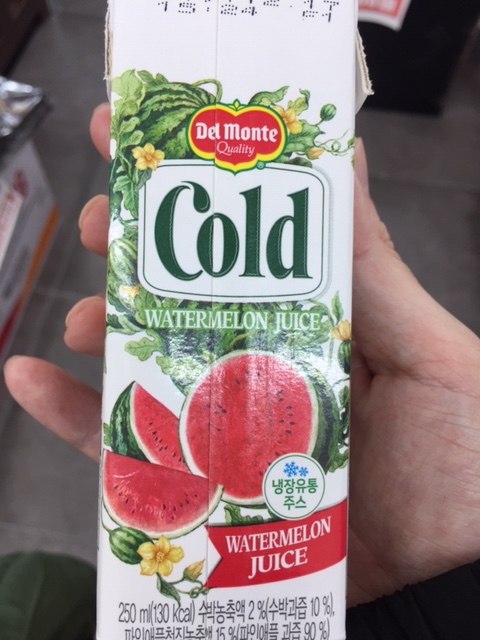 Del Monte
Quality
Cold
WATERMELON JUICE
냉장유통
주스
WATERMELON
JUICE
250 ml(130 kcal) 수박농축액 2 %(수박과즙 10 %),
파인애플천진농축액 15 %(파인애플 과즙 90 %)